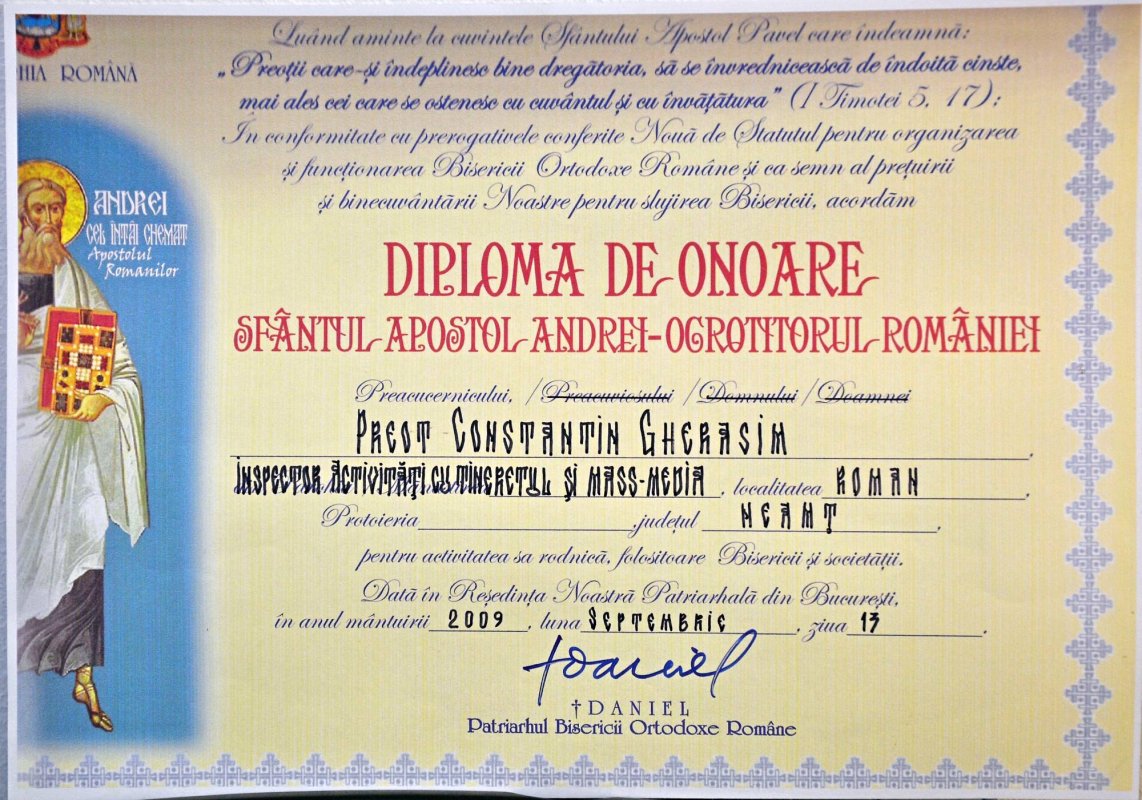 HIA ROMÂNĂ
Luând aminte la cuvintele Sfântului Apostol Pavel care îndeamnă:
„Preoţii care-şi îndeplinesc bine dregătoria, să se învrednicească de îndoită cinste,
mai ales cei care se ostenesc cu cuvântul şi cu învăţătura” (I Timotei 5, 17);
În conformitate cu prerogativele conferite Nouă de Statutul pentru organizarea
şi funcţionarea Bisericii Ortodoxe Române şi ca semn al preţuirii
şi binecuvântării Noastre pentru slujirea Bisericii, acordăm
ANDREI
CEL ÎNTÂI CHEMAT
Apostolul
Romanilor
DIPLOMA DE ONOARE
SFÂNTUL APOSTOL ANDREI-OCROTITORUL ROMÂNIEI
Preacucernicului, /Preacuviosului /Domnului /Doamnei
PREOT CONSTANTIN GHERASIM
INSPECTOR ACTIVITĂŢI CU TINERETUL ŞI MASS-MEDIA, localitatea ROMAN,
Protoieria, judeţul NEAMŢ,
pentru activitatea sa rodnică, folositoare Bisericii şi societăţii.
Dată în Reşedinţa Noastră Patriarhală din Bucureşti,
în anul mântuirii 2009, luna SEPTEMBRIE, ziua 13.
†Daniel
†DANIEL
Patriarhul Bisericii Ortodoxe Române